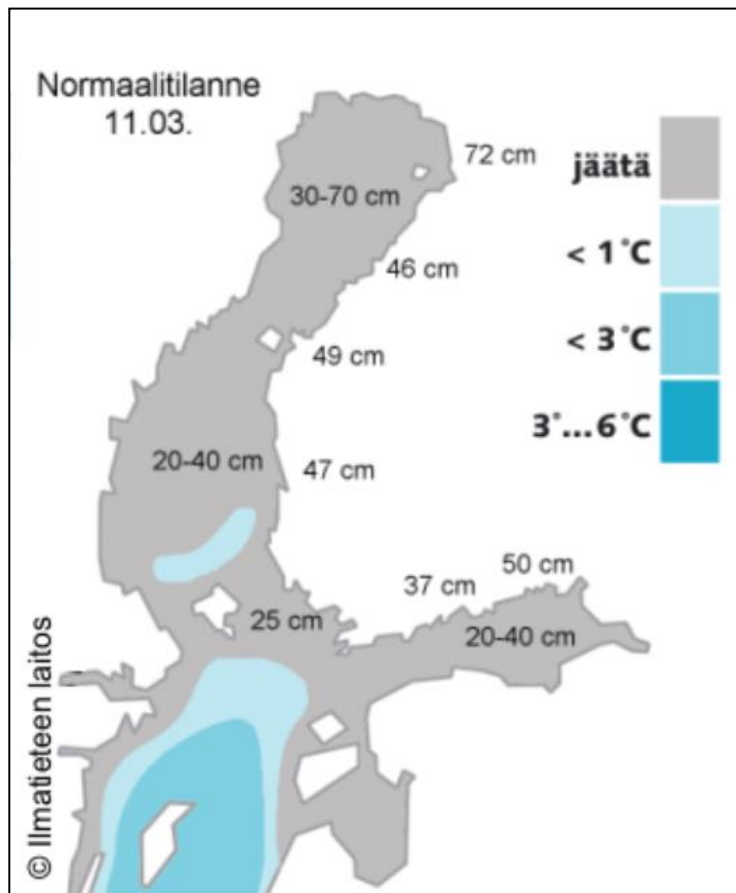 Normaalitilanne
11.03.
72 cm
jäätä
30-70 cm
< 1°C
46 cm
< 3°C
49 cm
3°...6°C
20-40 cm
47 cm
50 cm
37 cm
25 cm
20-40 cm
© Ilmatieteen laitos